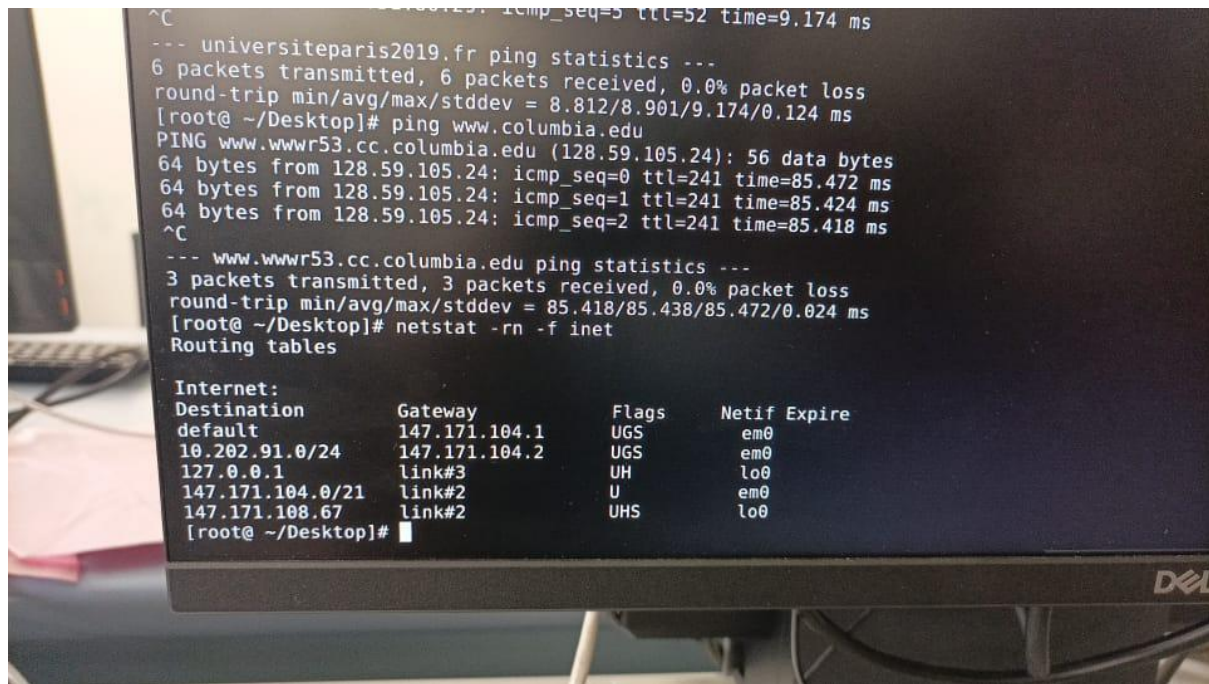 icmp_seq=5 ttl=52 time=9.174 ms
^C
--- universiteparis2019.fr ping statistics ---
6 packets transmitted, 6 packets received, 0.0% packet loss
round-trip min/avg/max/stddev = 8.812/8.901/9.174/0.124 ms
[root@ ~/Desktop]# ping www.columbia.edu
PING www.wwwr53.cc.columbia.edu (128.59.105.24): 56 data bytes
64 bytes from 128.59.105.24: icmp_seq=0 ttl=241 time=85.472 ms
64 bytes from 128.59.105.24: icmp_seq=1 ttl=241 time=85.424 ms
64 bytes from 128.59.105.24: icmp_seq=2 ttl=241 time=85.418 ms
^C
--- www.wwwr53.cc.columbia.edu ping statistics ---
3 packets transmitted, 3 packets received, 0.0% packet loss
round-trip min/avg/max/stddev = 85.418/85.438/85.472/0.024 ms
[root@ ~/Desktop]# netstat -rn -f inet
Routing tables
Internet:
Destination Gateway Flags Netif Expire
default 147.171.104.1 UGS em0
10.202.91.0/24 147.171.104.2 UGS em0
127.0.0.1 link#3 UH lo0
147.171.104.0/21 link#2 U em0
147.171.108.67 link#2 UHS lo0
[root@ ~/Desktop]#